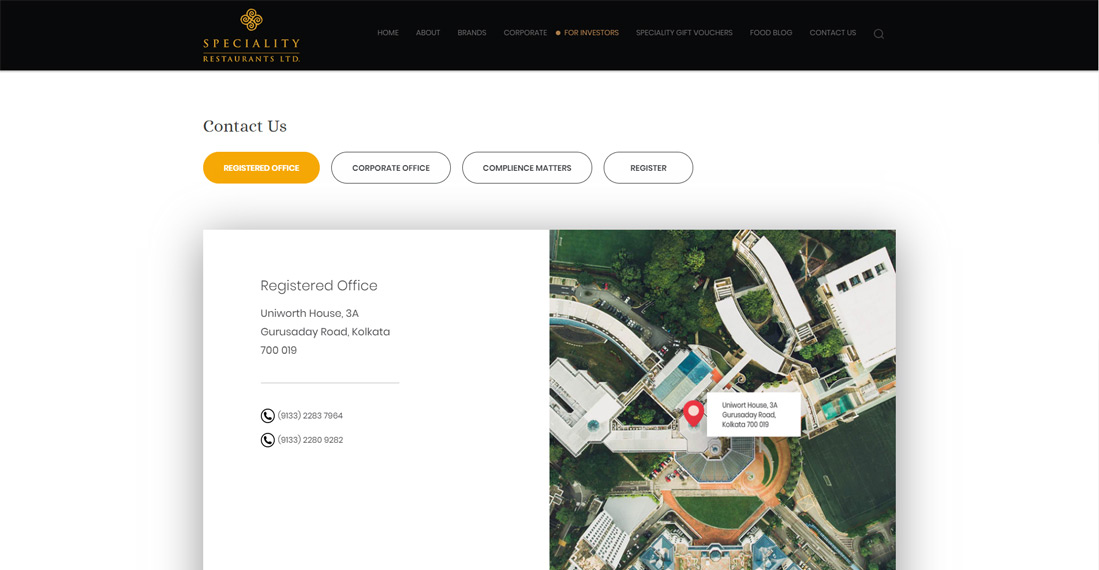 SPECIALITY
RESTAURANTS LTD.
HOME ABOUT BRANDS CORPORATE FOR INVESTORS SPECIALITY GIFT VOUCHERS FOOD BLOG CONTACT US
Contact Us
REGISTERED OFFICE CORPORATE OFFICE COMPLIENCE MATTERS REGISTER
Registered Office
Uniworth House, 3A
Gurusaday Road, Kolkata
700 019
(9133) 2283 7964
(9133) 2280 9282
Uniwort House, 3A
Gurusaday Road,
Kolkata 700 019